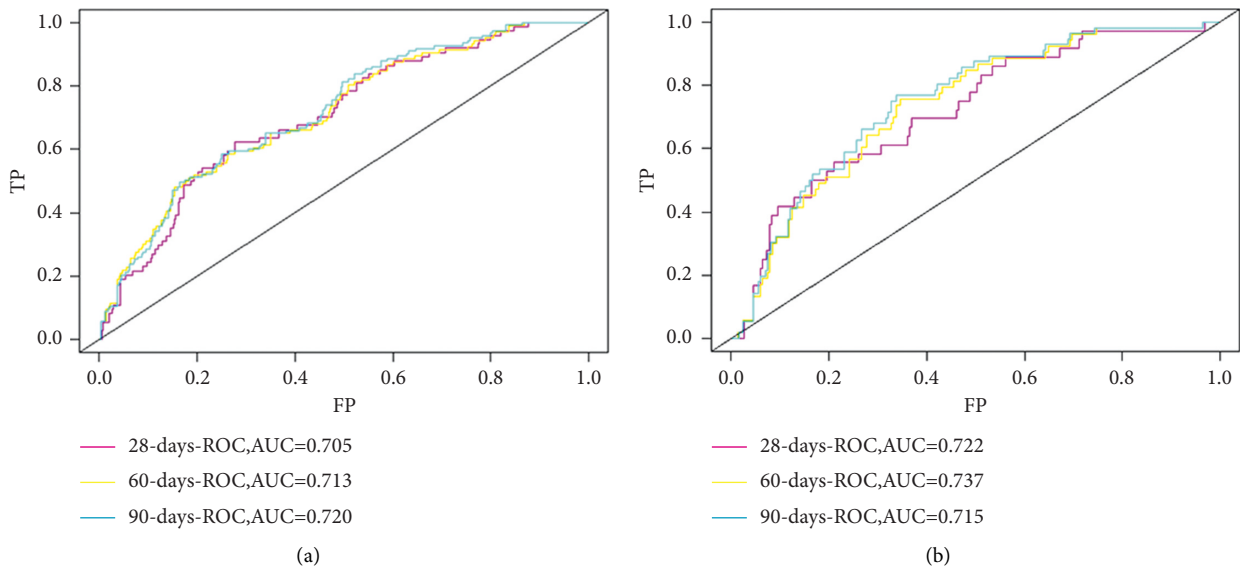 1.0
0.8
0.6
0.4
0.2
0.0
TP
0.0 0.2 0.4 0.6 0.8 1.0
FP
28-days-ROC,AUC=0.705
60-days-ROC,AUC=0.713
90-days-ROC,AUC=0.720
(a)
1.0
0.8
0.6
0.4
0.2
0.0
TP
0.0 0.2 0.4 0.6 0.8 1.0
FP
28-days-ROC,AUC=0.722
60-days-ROC,AUC=0.737
90-days-ROC,AUC=0.715
(b)